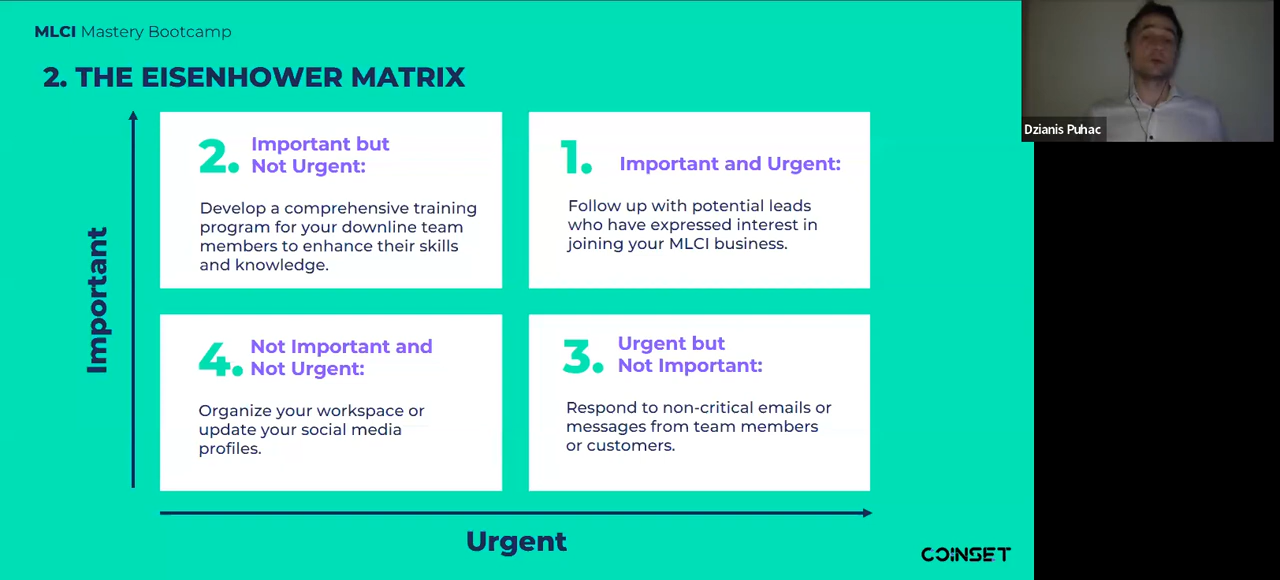 MLCI Mastery Bootcamp
2. THE EISENHOWER MATRIX
Important
2.
Important but
Not Urgent:
Develop a comprehensive training
program for your downline team
members to enhance their skills
and knowledge.
1.
Important and Urgent:
Follow up with potential leads
who have expressed interest in
joining your MLCI business.
4.
Not Important and
Not Urgent:
Organize your workspace or
update your social media
profiles.
3.
Urgent but
Not Important:
Respond to non-critical emails or
messages from team members
or customers.
Urgent
COINSET
Dzianis Puhac